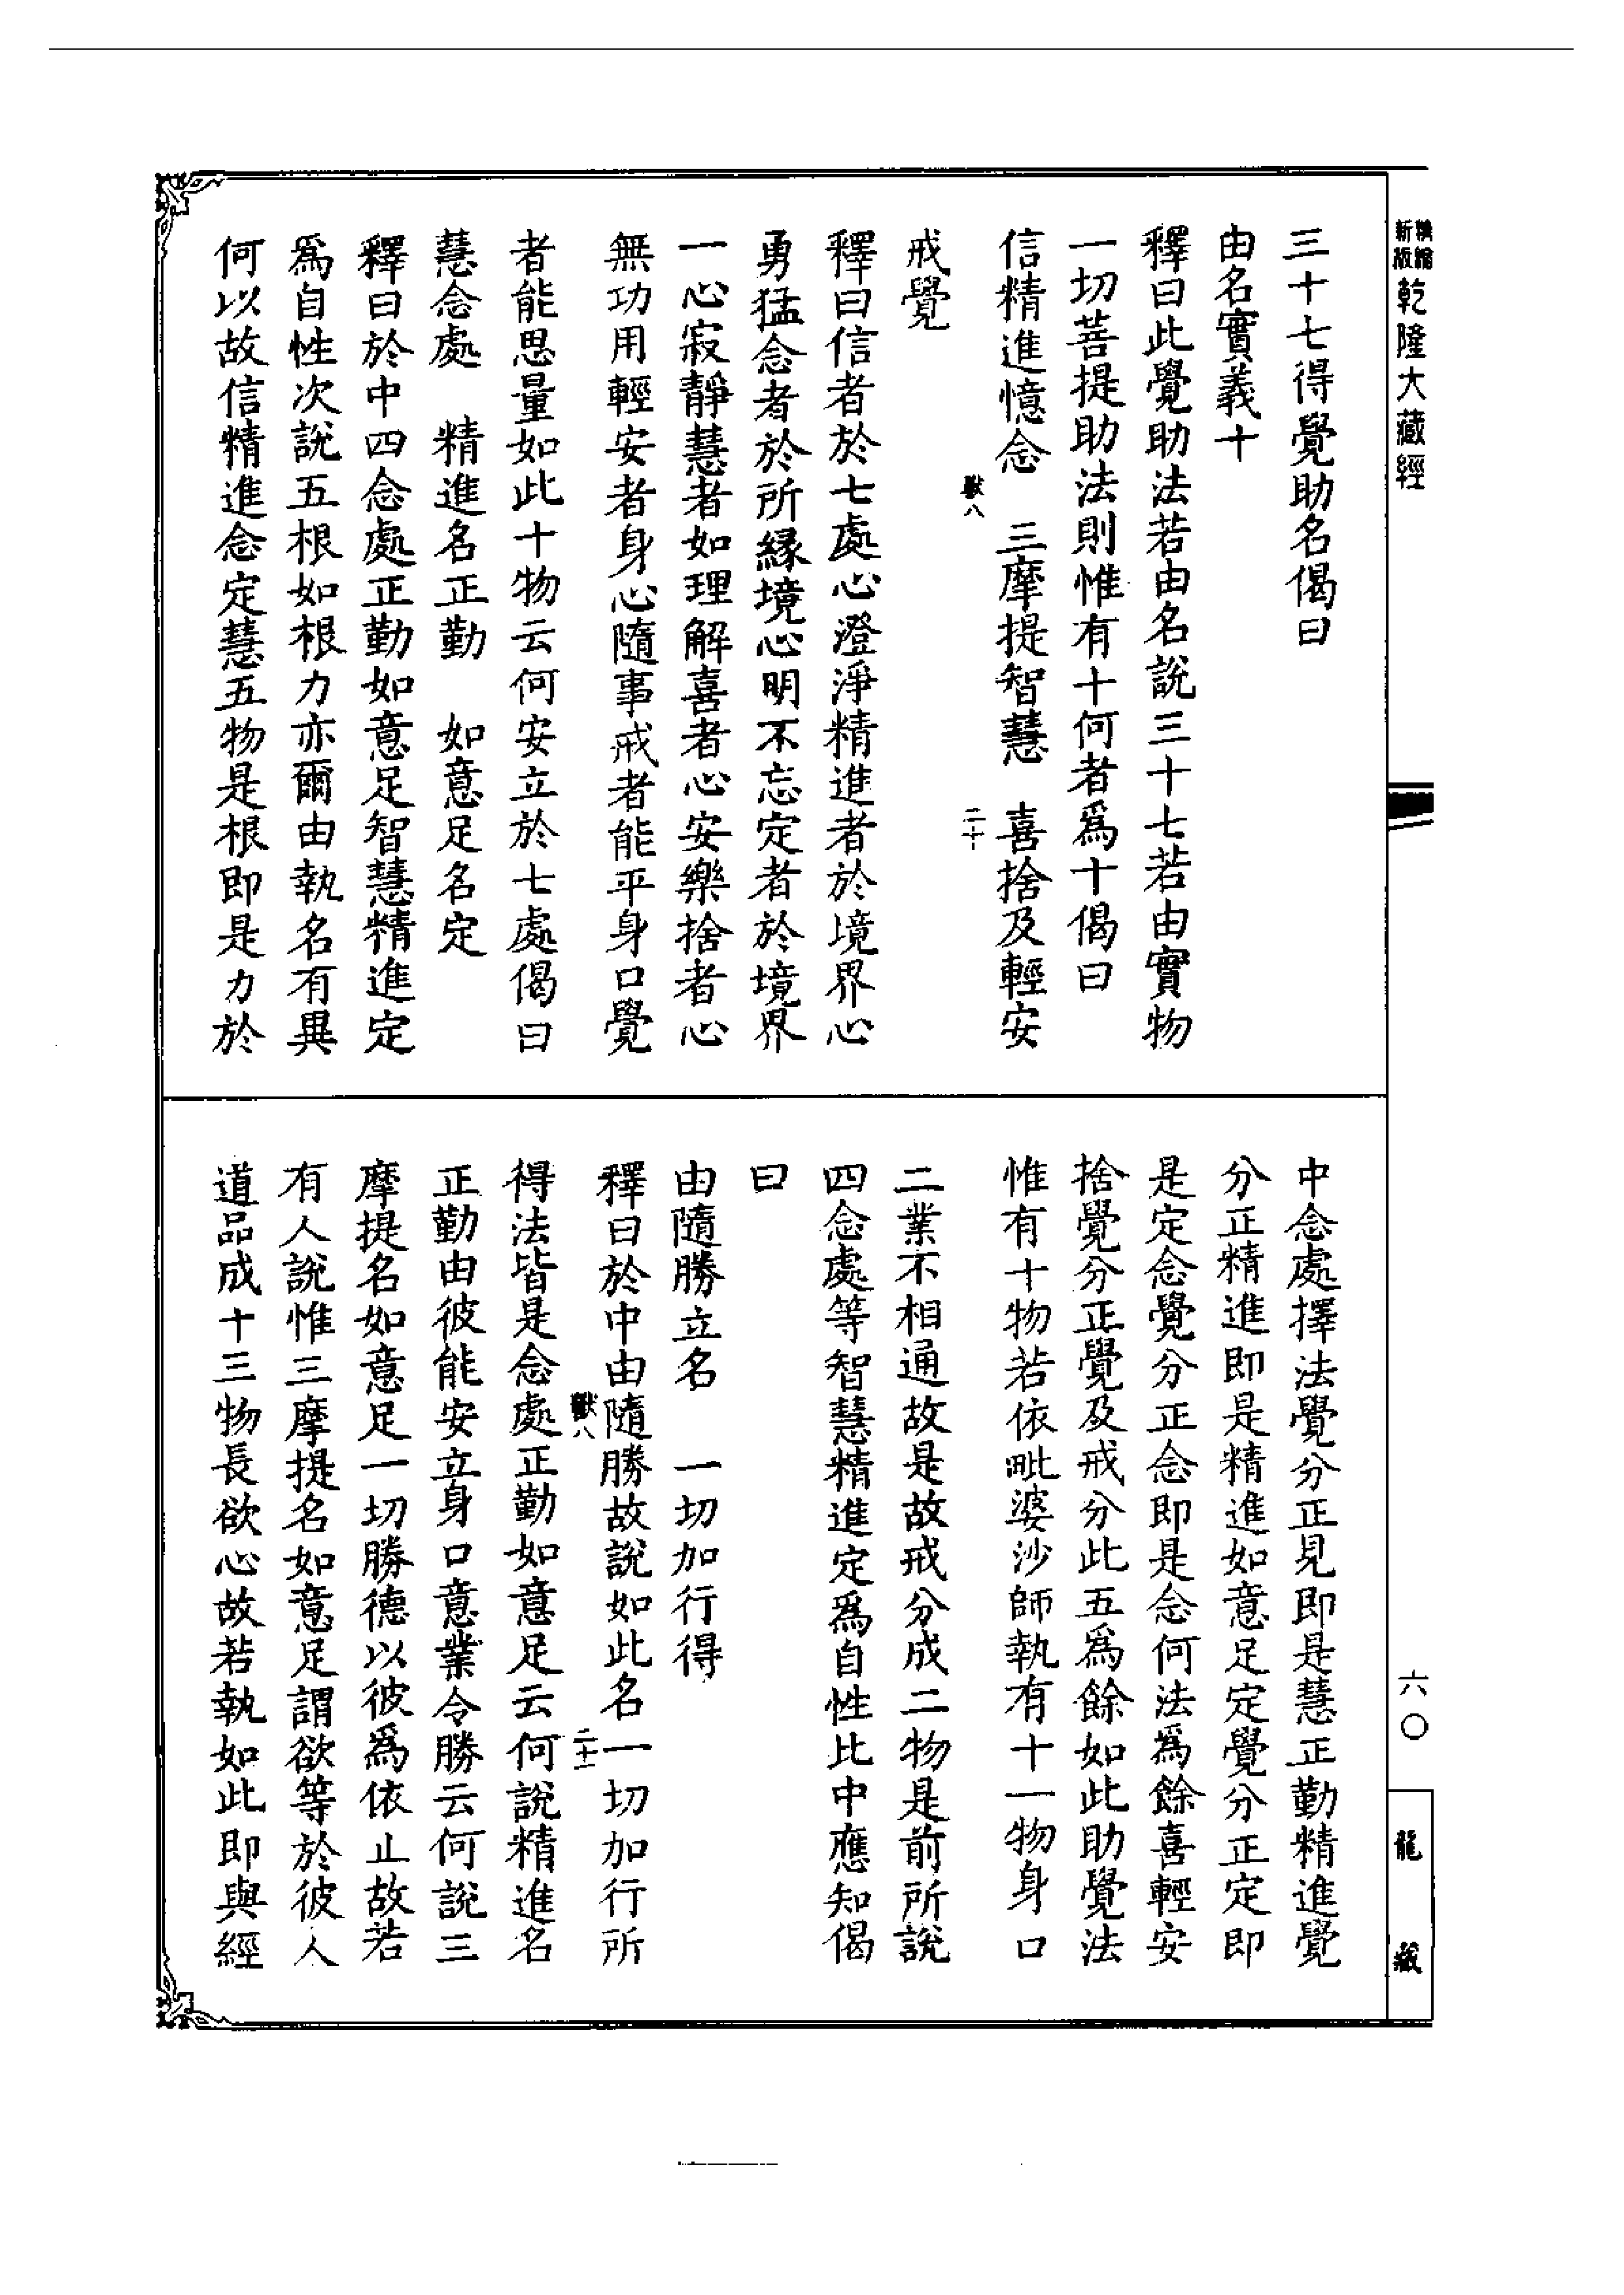 新編縮版乾隆大藏經
三十七得覺助名偈曰
由名實義十
釋曰此覺助法若由名說三十七若由實物
一切菩提助法則惟有十何者爲十偈曰
信精進憶念　三摩提智慧　喜捨及輕安
獸八　二十
戒覺
釋曰信者於七處心澄淨精進者於境界心
勇猛念者於所緣境心明不忘定者於境界
一心寂靜慧者如理解喜者心安樂捨者心
無功用輕安者身心隨事戒者能平身口覺
者能思量如此十物云何安立於七處偈曰
慧念處　精進名正勤　如意足名定
釋曰於中四念處正勤如意足智慧精進定
爲自性次說五根如根力亦爾由執名有異
何以故信精進念定慧五物是根即是力於
中念處擇法覺分正見即是慧正勤精進覺
分正精進即是精進如意足定覺分正定即
是定念覺分正念即是念何法爲餘喜輕安
捨覺分正覺及戒分此五爲餘如此助覺法
惟有十物若依毗婆沙師執有十一物身口
二業不相通故是故戒分成二物是前所說
四念處等智慧精進定爲自性比中應知偈
曰
由隨勝立名　一切加行得
釋曰於中由隨勝故說如此名一切加行所
獸八　二十一
得法皆是念處正勤如意足云何說精進名
正勤由彼能安立身口意業令勝云何說三
摩提名如意足一切勝德以彼爲依止故若
有人說惟三摩提名如意足謂欲等於彼人
道品成十三物長欲心故若執如此即與經
六〇
龍藏